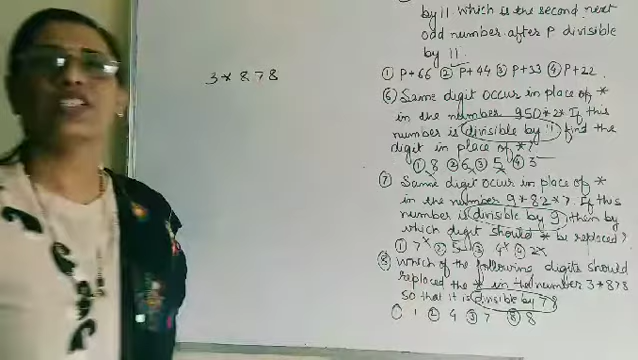 by 11 which is the second next
odd number after P divisible
by 11.
① P+66 ② P+44 ③ P+33 ④ P+22
3*878
⑥ Same digit occur in place of *
in the number 950*2* If this
number is divisible by 11 find the
digit in place of *?
① 8 ② 6 ③ 5 ④ 3
⑦ Same digit occur in place of *
in the number 9*82*7. If this
number is divisible by 9 then by
which digit should * be replaced?
① 7 ② 5 ③ 4 ④ 2
⑧ Which of the following digits should
replaced the * in the number 3*878
so that it is divisible by 78
1 ② 4 ③ 7 8